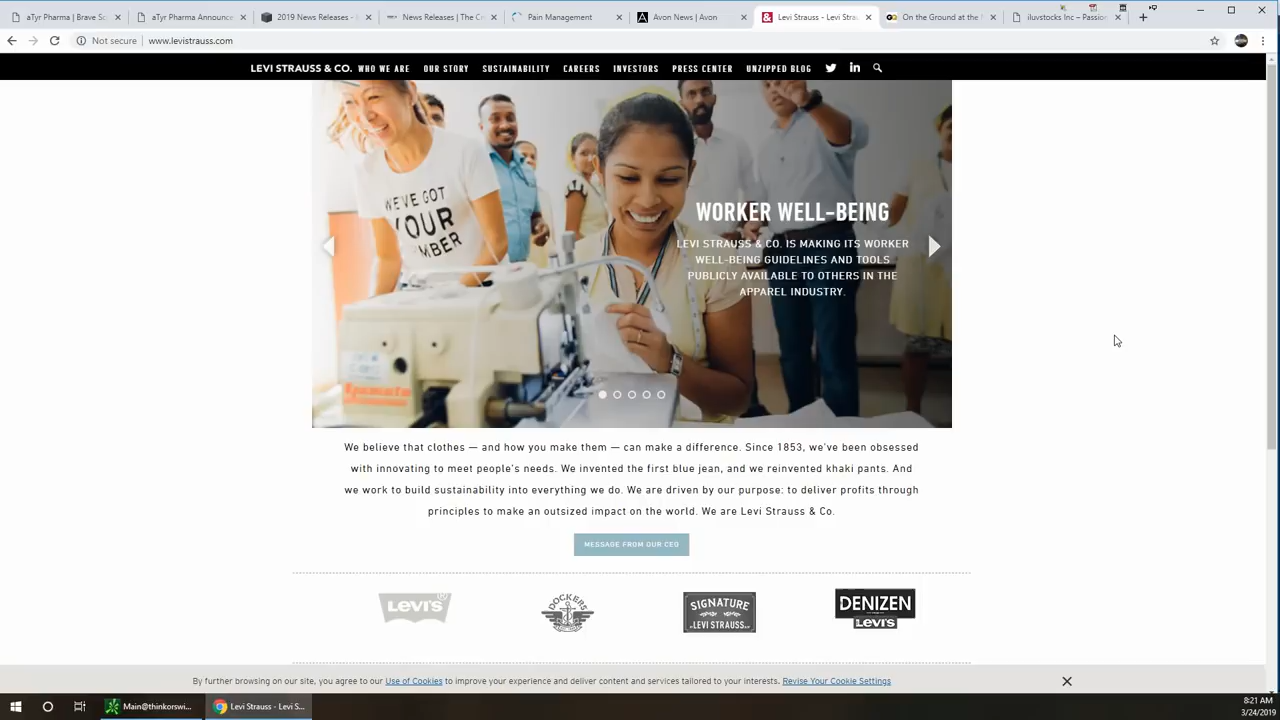 aTyr Pharma | Brave Sc
aTyr Pharma Announce
2019 News Releases -
News Releases | The Cr
Pain Management
Avon News | Avon
Levi Strauss - Levi Strau
On the Ground at the
iluvstocks Inc – Passion
Not secure | www.levistrauss.com
LEVI STRAUSS & CO. WHO WE ARE OUR STORY SUSTAINABILITY CAREERS INVESTORS PRESS CENTER UNZIPPED BLOG
WE'VE GOT
YOUR
WORKER WELL-BEING
LEVI STRAUSS & CO. IS MAKING ITS WORKER
WELL-BEING GUIDELINES AND TOOLS
PUBLICLY AVAILABLE TO OTHERS IN THE
APPAREL INDUSTRY.
We believe that clothes — and how you make them — can make a difference. Since 1853, we've been obsessed
with innovating to meet people's needs. We invented the first blue jean, and we reinvented khaki pants. And
we work to build sustainability into everything we do. We are driven by our purpose: to deliver profits through
principles to make an outsized impact on the world. We are Levi Strauss & Co.
MESSAGE FROM OUR CEO
LEVI'S
DOCKERS
SIGNATURE
LEVI STRAUSS
DENIZEN
LEVI'S
By further browsing on our site, you agree to our Use of Cookies to improve your experience and deliver content and services tailored to your interests. Revise Your Cookie Settings
Main@thinkorswi...
Levi Strauss - Levi S...
8:21 AM
3/24/2019